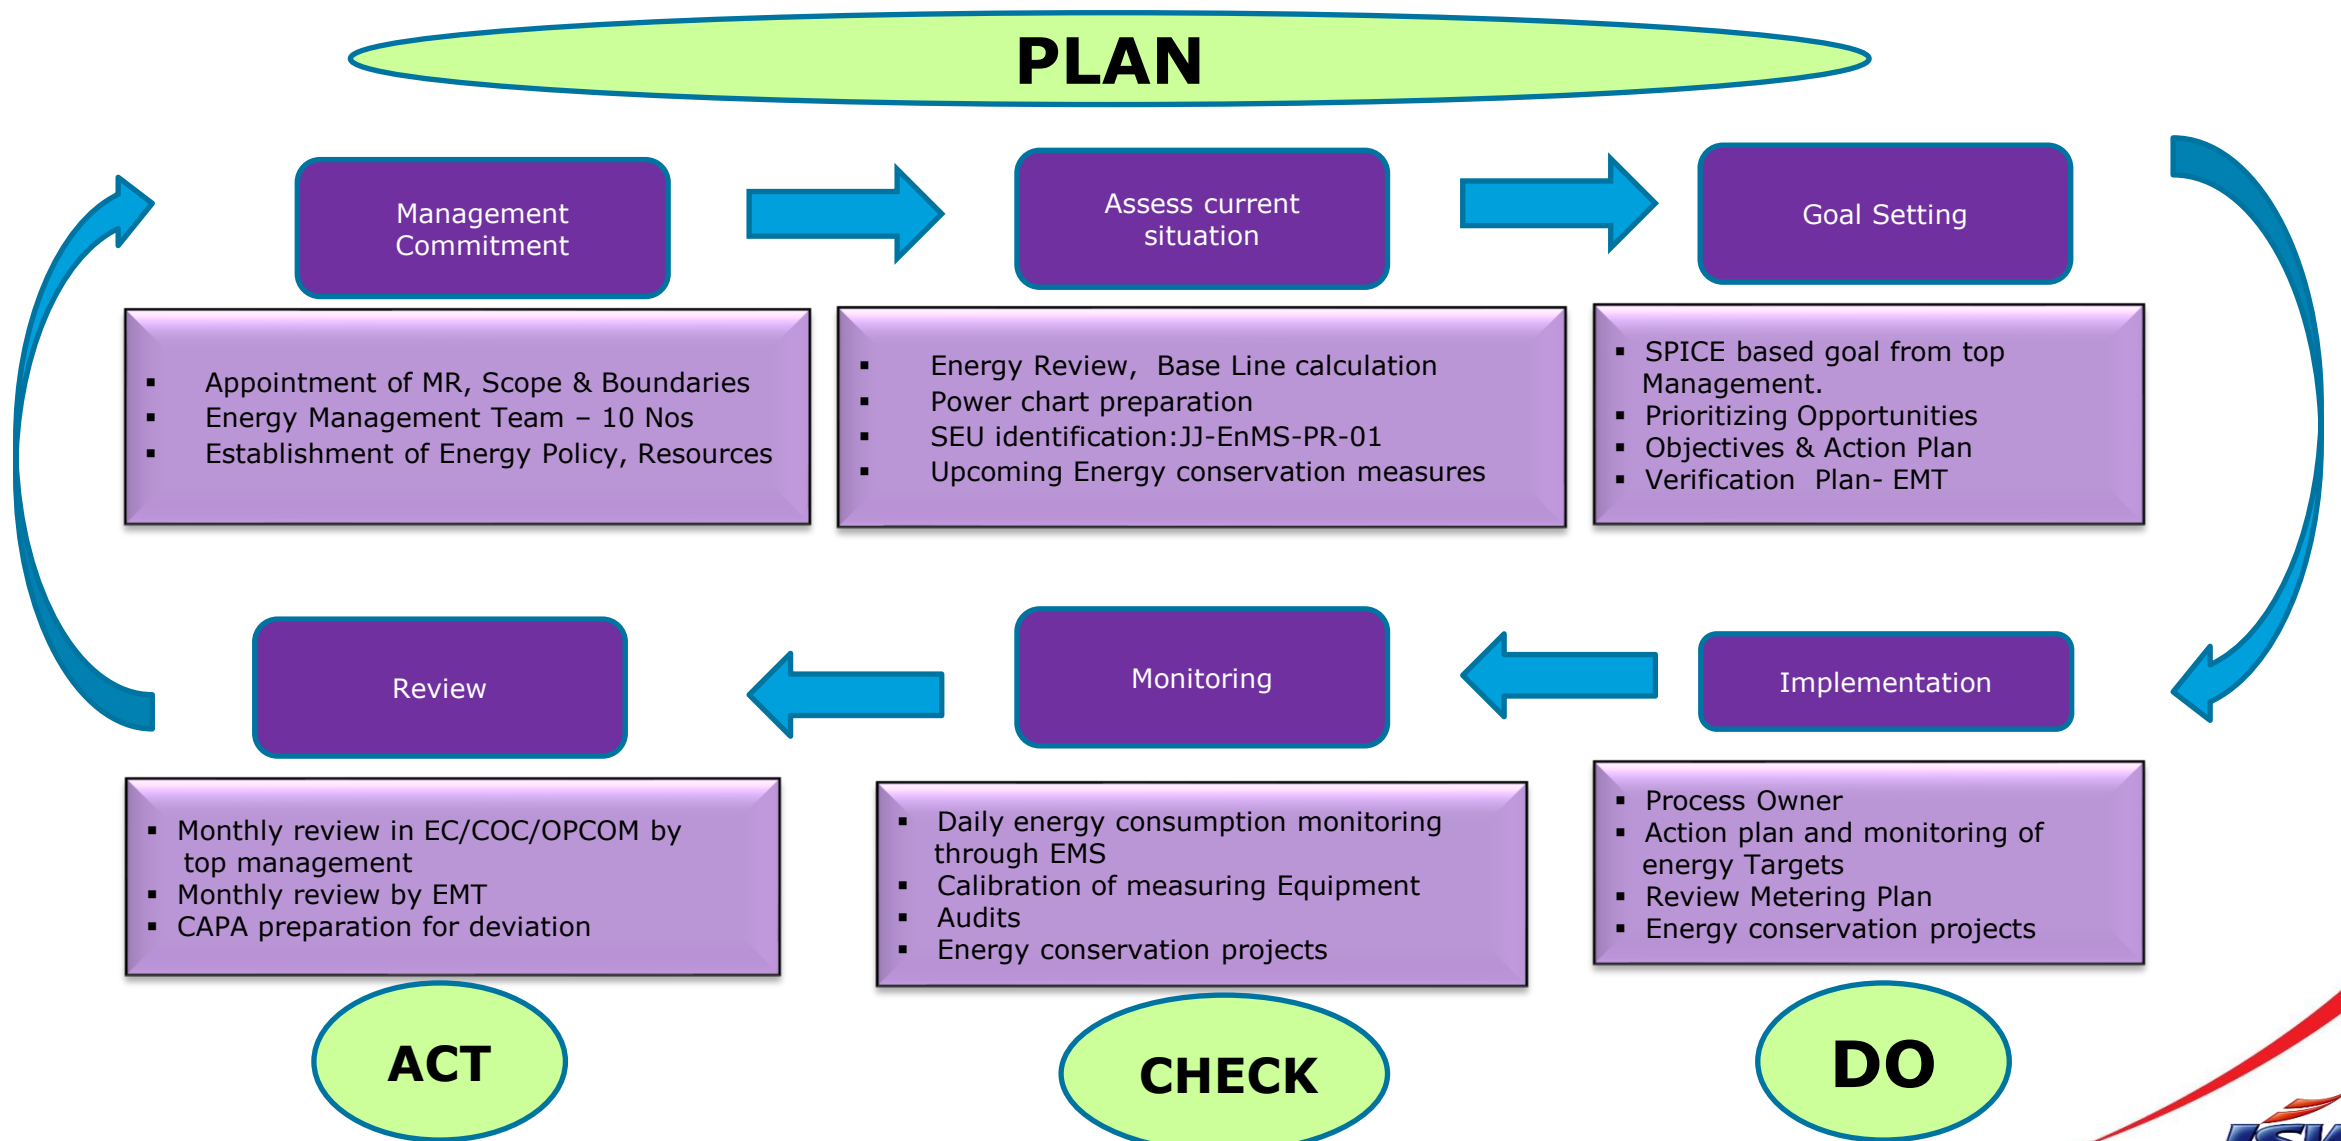 PLAN
Management
Commitment
Assess current
situation
Goal Setting
▪ Appointment of MR, Scope & Boundaries
▪ Energy Management Team – 10 Nos
▪ Establishment of Energy Policy, Resources
▪ Energy Review, Base Line calculation
▪ Power chart preparation
▪ SEU identification:JJ-EnMS-PR-01
▪ Upcoming Energy conservation measures
▪ SPICE based goal from top
Management.
▪ Prioritizing Opportunities
▪ Objectives & Action Plan
▪ Verification Plan- EMT
Review
Monitoring
Implementation
▪ Monthly review in EC/COC/OPCOM by
top management
▪ Monthly review by EMT
▪ CAPA preparation for deviation
▪ Daily energy consumption monitoring
through EMS
▪ Calibration of measuring Equipment
▪ Audits
▪ Energy conservation projects
▪ Process Owner
▪ Action plan and monitoring of
energy Targets
▪ Review Metering Plan
▪ Energy conservation projects
ACT
CHECK
DO